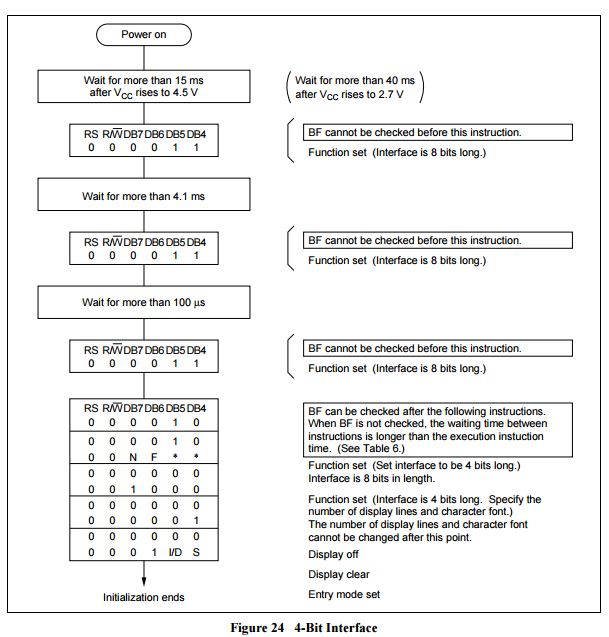 Power on
Wait for more than 15 ms
after VCC rises to 4.5 V
Wait for more than 40 ms
after VCC rises to 2.7 V
RS R/W DB7 DB6 DB5 DB4
0 0 0 0 1 1
BF cannot be checked before this instruction.
Function set (Interface is 8 bits long.)
Wait for more than 4.1 ms
RS R/W DB7 DB6 DB5 DB4
0 0 0 0 1 1
BF cannot be checked before this instruction.
Function set (Interface is 8 bits long.)
Wait for more than 100 µs
RS R/W DB7 DB6 DB5 DB4
0 0 0 0 1 1
BF cannot be checked before this instruction.
Function set (Interface is 8 bits long.)
RS R/W DB7 DB6 DB5 DB4
0 0 0 0 1 0
0 0 0 0 1 0
0 0 N F * *
0 0 0 0 0 0
0 0 1 0 0 0
0 0 0 0 0 0
0 0 0 0 0 1
0 0 0 0 0 0
0 0 0 1 I/D S
Initialization ends
BF can be checked after the following instructions.
When BF is not checked, the waiting time between
instructions is longer than the execution instuction
time. (See Table 6.)
Function set (Set interface to be 4 bits long.)
Interface is 8 bits in length.
Function set (Interface is 4 bits long. Specify the
number of display lines and character font.)
The number of display lines and character font
cannot be changed after this point.
Display off
Display clear
Entry mode set
Figure 24 4-Bit Interface